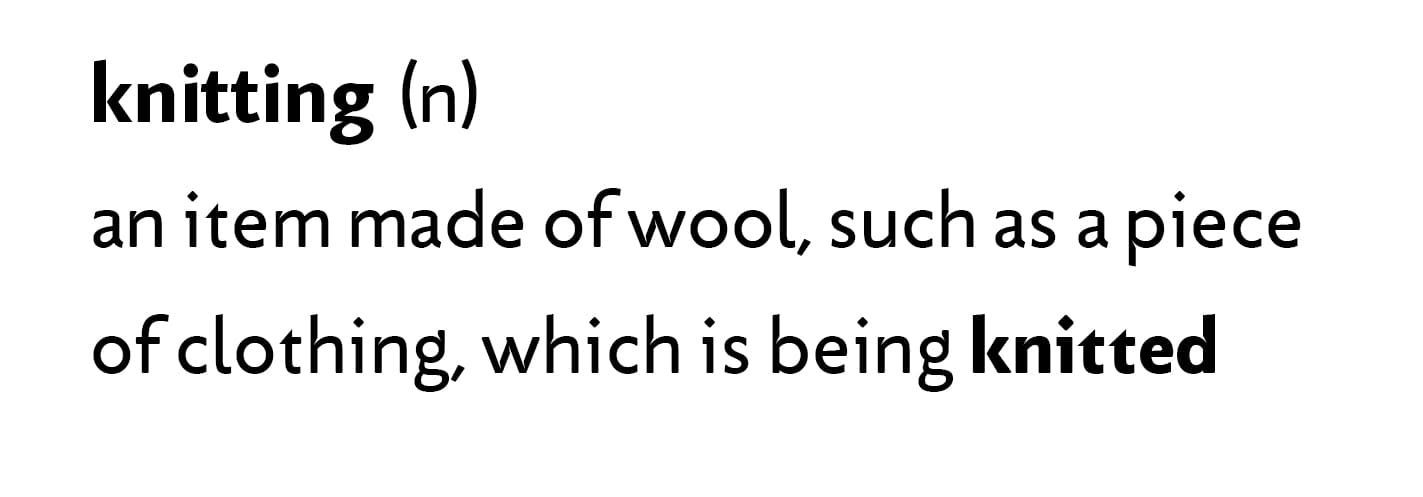 knitting (n)
an item made of wool, such as a piece
of clothing, which is being knitted